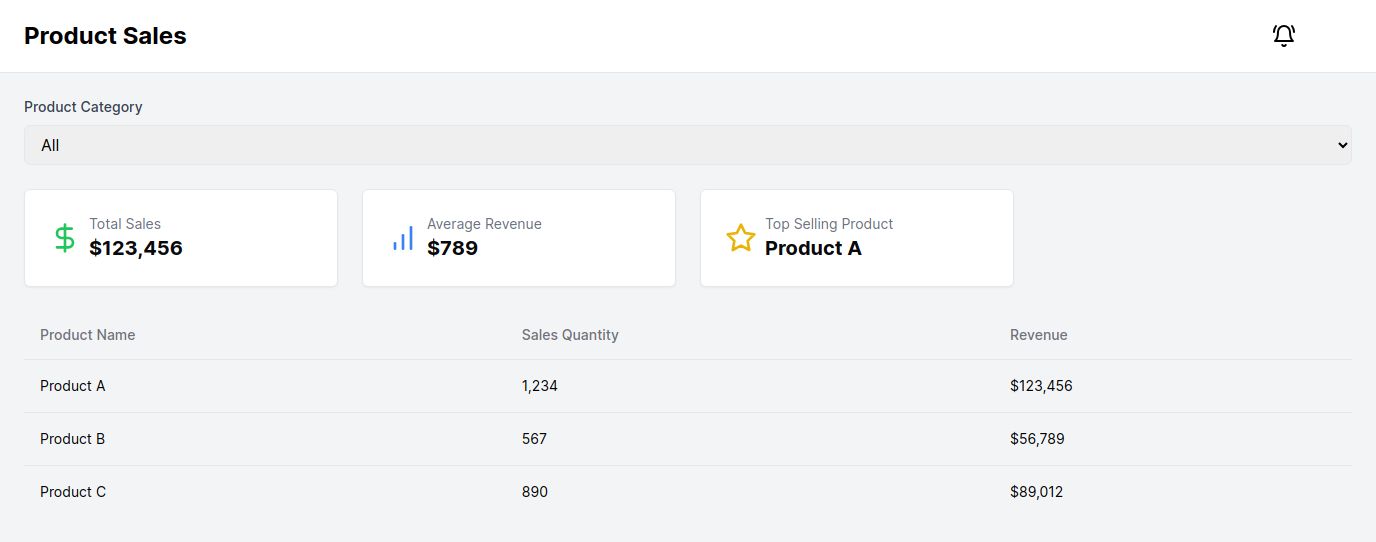 Product Sales
Product Category
All
Total Sales
$123,456
Average Revenue
$789
Top Selling Product
Product A
Product Name Sales Quantity Revenue
Product A 1,234 $123,456
Product B 567 $56,789
Product C 890 $89,012